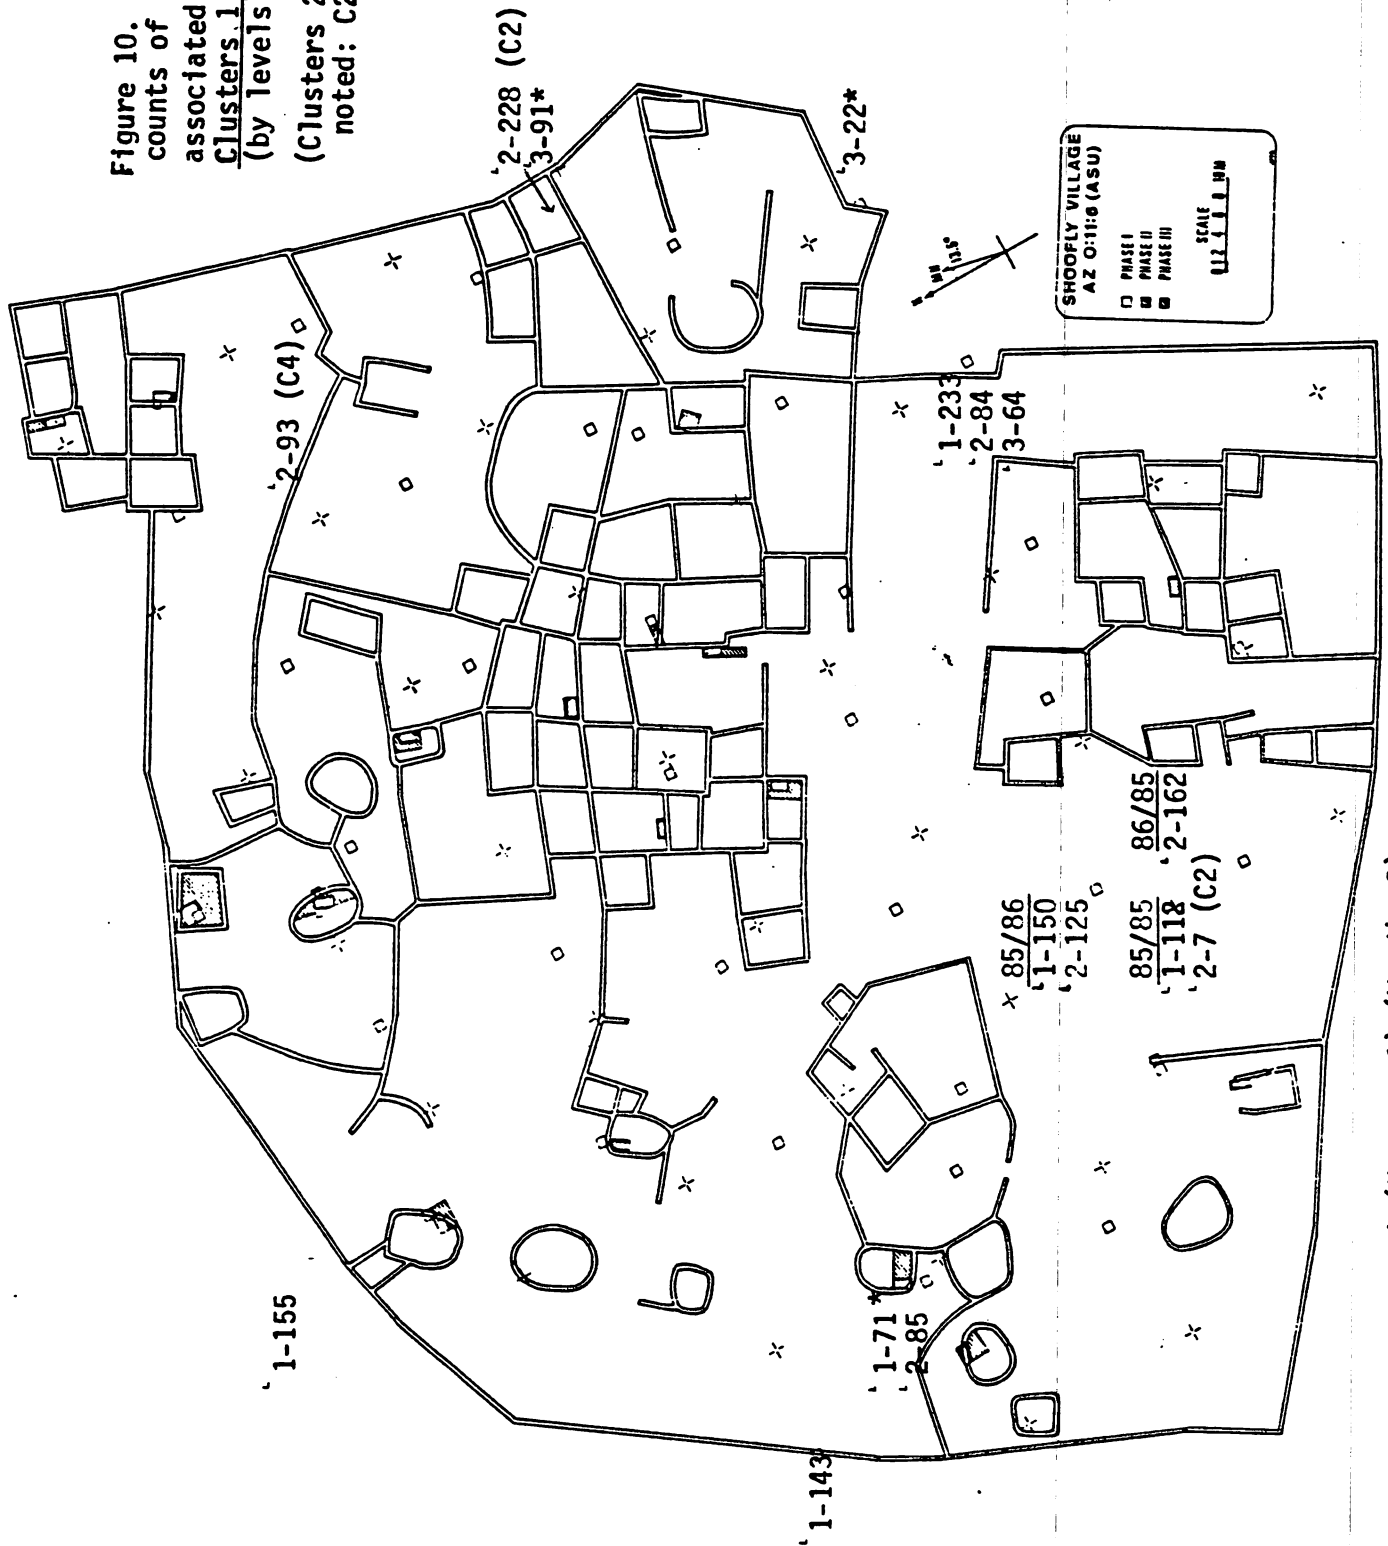 Figure 10.
counts of
associated
Clusters 1
(by levels
(Clusters 2
noted: C2
'2-228 (C2)
'3-91*
'3-22*
'2-93 (C4)
'1-233
'2-84
'3-64
SHOOFLY VILLAGE
AZ O:11:6 (ASU)
PHASE I
PHASE II
PHASE III
SCALE
N
MN
13.5°
86/85
'2-162
85/86
'1-150
'2-125
85/85
'1-118
'2-7 (C2)
'1-155
'1-71 *
'2-85
'1-143